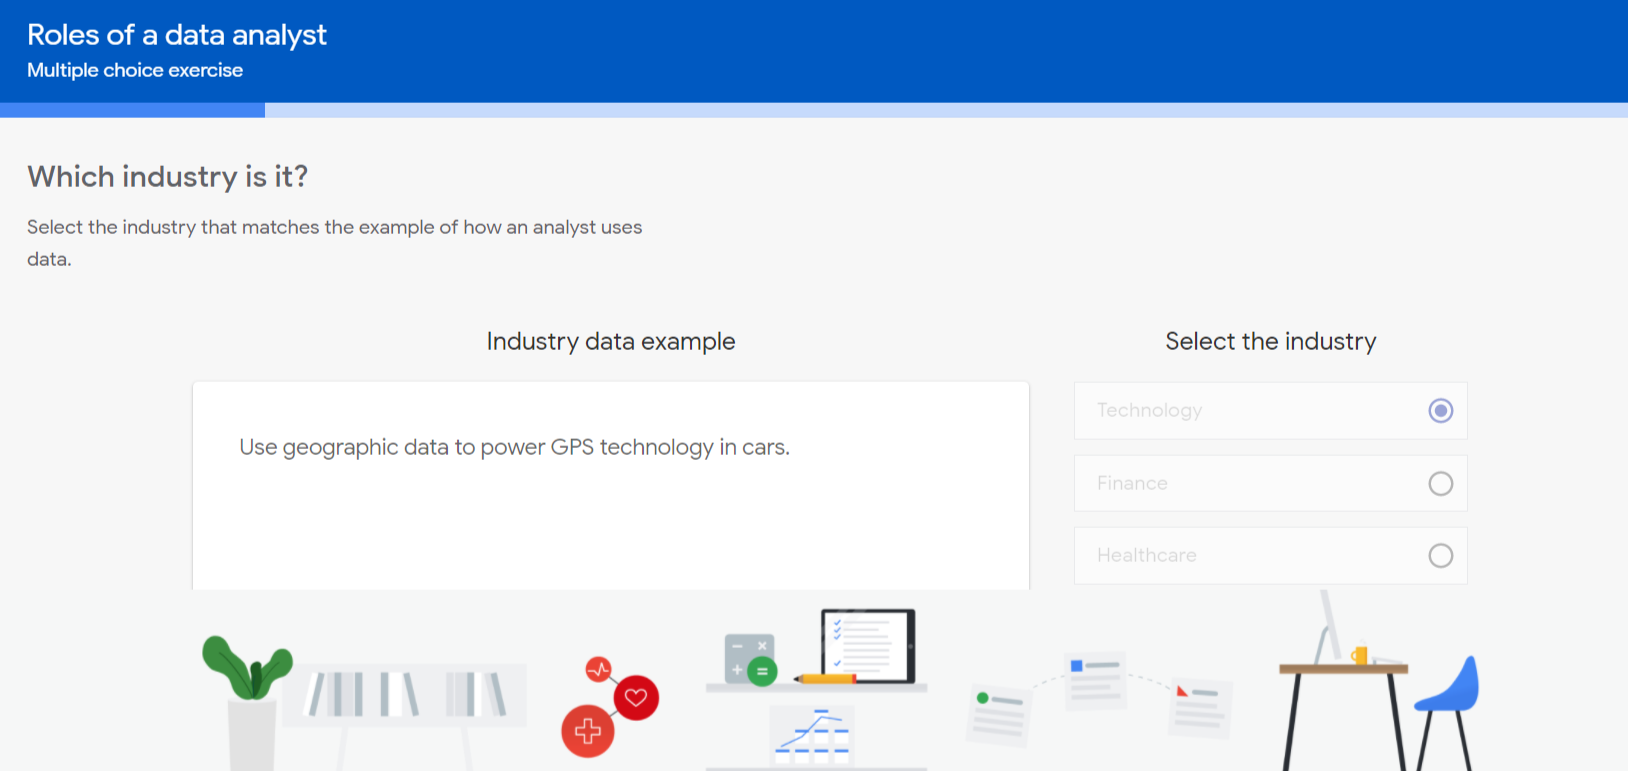 Roles of a data analyst
Multiple choice exercise
Which industry is it?
Select the industry that matches the example of how an analyst uses
data.
Industry data example
Use geographic data to power GPS technology in cars.
Select the industry
Technology
Finance
Healthcare